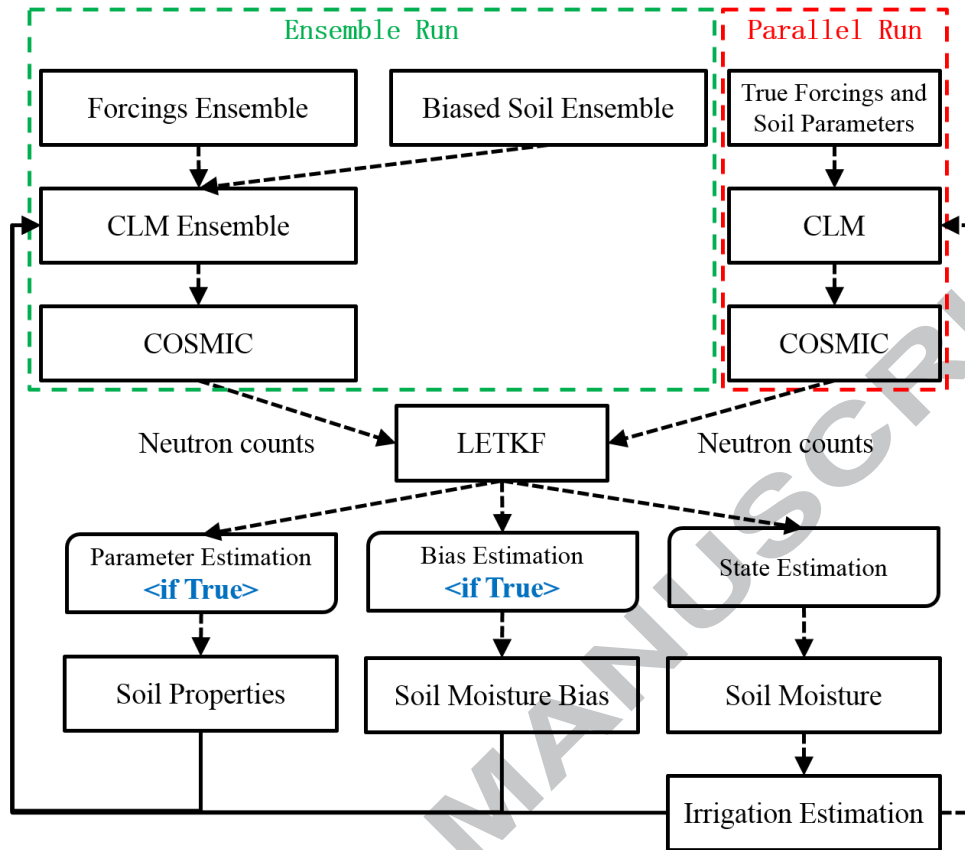 Ensemble Run
Parallel Run
Forcings Ensemble
Biased Soil Ensemble
True Forcings and
Soil Parameters
CLM Ensemble
CLM
COSMIC
COSMIC
Neutron counts
LETKF
Neutron counts
Parameter Estimation
<if True>
Bias Estimation
<if True>
State Estimation
Soil Properties
Soil Moisture Bias
Soil Moisture
Irrigation Estimation
MANUSCRI